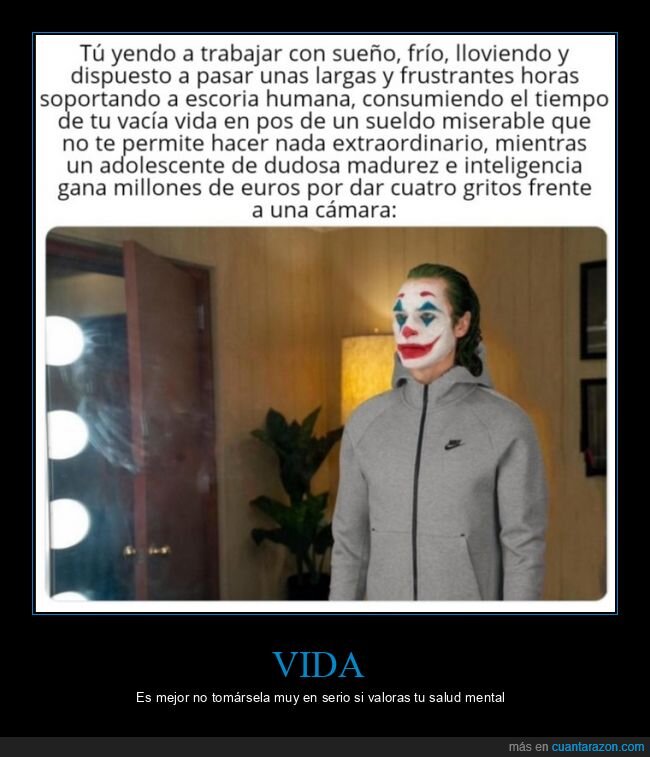 Tú yendo a trabajar con sueño, frío, lloviendo y
dispuesto a pasar unas largas y frustrantes horas
soportando a escoria humana, consumiendo el tiempo
de tu vacía vida en pos de un sueldo miserable que
no te permite hacer nada extraordinario, mientras
un adolescente de dudosa madurez e inteligencia
gana millones de euros por dar cuatro gritos frente
a una cámara:
NIKE
VIDA
Es mejor no tomársela muy en serio si valoras tu salud mental
más en cuantarazon.com